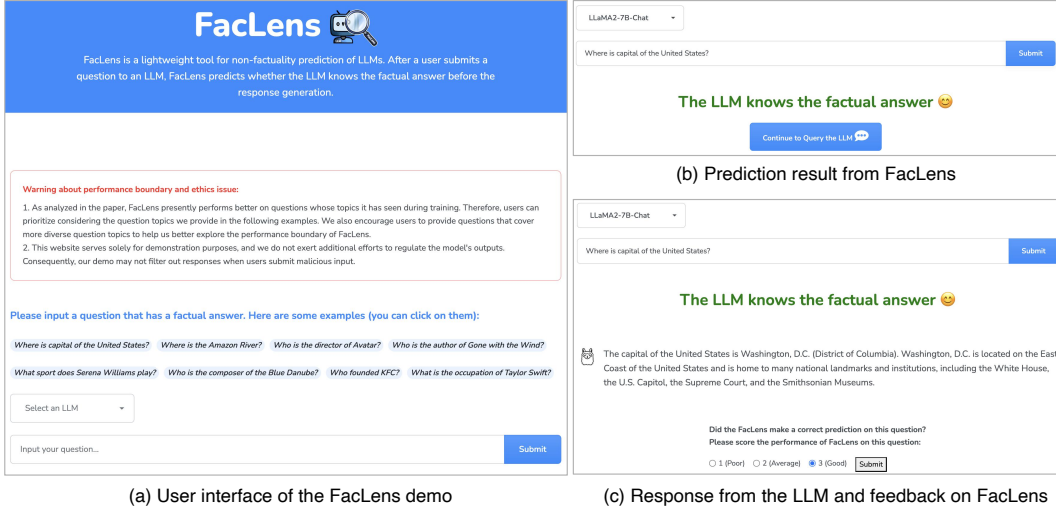 FacLens
FacLens is a lightweight tool for non-factuality prediction of LLMs. After a user submits a
question to an LLM, FacLens predicts whether the LLM knows the factual answer before the
response generation.
Warning about performance boundary and ethics issue:
1. As analyzed in the paper, FacLens presently performs better on questions whose topics it has seen during training. Therefore, users can
prioritize considering the question topics we provide in the following examples. We also encourage users to provide questions that cover
more diverse question topics to help us better explore the performance boundary of FacLens.
2. This website serves solely for demonstration purposes, and we do not exert additional efforts to regulate the model's outputs.
Consequently, our demo may not filter out responses when users submit malicious input.
Please input a question that has a factual answer. Here are some examples (you can click on them):
Where is capital of the United States? Where is the Amazon River? Who is the director of Avatar? Who is the author of Gone with the Wind?
What sport does Serena Williams play? Who is the composer of the Blue Danube? Who founded KFC? What is the occupation of Taylor Swift?
Select an LLM
Input your question... Submit
(a) User interface of the FacLens demo
LLaMA2-7B-Chat
Where is capital of the United States? Submit
The LLM knows the factual answer 😊
Continue to Query the LLM 💬
(b) Prediction result from FacLens
LLaMA2-7B-Chat
Where is capital of the United States? Submit
The LLM knows the factual answer 😊
The capital of the United States is Washington, D.C. (District of Columbia). Washington, D.C. is located on the East
Coast of the United States and is home to many national landmarks and institutions, including the White House,
the U.S. Capitol, the Supreme Court, and the Smithsonian Museums.
Did the FacLens make a correct prediction on this question?
Please score the performance of FacLens on this question:
1 (Poor) 2 (Average) 3 (Good) Submit
(c) Response from the LLM and feedback on FacLens